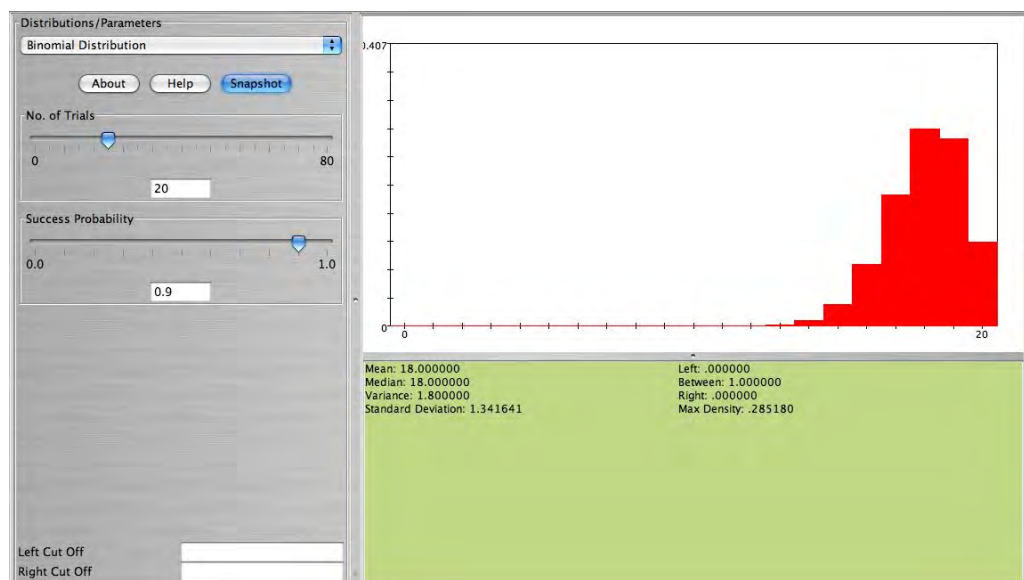 Distributions/Parameters
Binomial Distribution
About Help Snapshot
No. of Trials
0 80
20
Success Probability
0.0 1.0
0.9
Left Cut Off
Right Cut Off
).407
0
0 20
Mean: 18.000000
Median: 18.000000
Variance: 1.800000
Standard Deviation: 1.341641
Left: .000000
Between: 1.000000
Right: .000000
Max Density: .285180